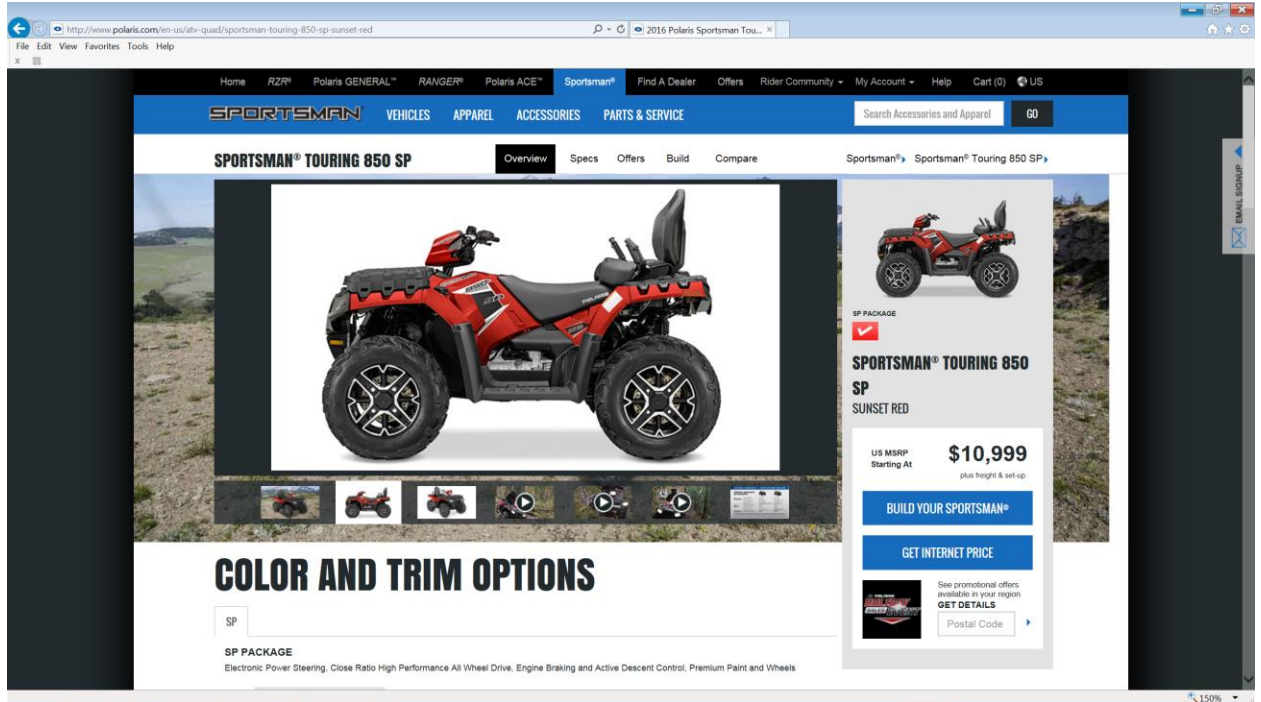 http://www.polaris.com/en-us/atv-quad/sportsman-touring-850-sp-sunset-red
2016 Polaris Sportsman Tou...
File Edit View Favorites Tools Help
Home RZR® Polaris GENERAL™ RANGER® Polaris ACE™ Sportsman® Find A Dealer Offers Rider Community My Account Help Cart (0) US
SPORTSMAN VEHICLES APPAREL ACCESSORIES PARTS & SERVICE Search Accessories and Apparel GO
SPORTSMAN® TOURING 850 SP Overview Specs Offers Build Compare Sportsman® Sportsman® Touring 850 SP
EMAIL SIGNUP
850
SP
POLARIS
SP PACKAGE
SPORTSMAN® TOURING 850
SP
SUNSET RED
US MSRP
Starting At
$10,999
plus freight & set-up
BUILD YOUR SPORTSMAN®
GET INTERNET PRICE
See promotional offers
available in your region
GET DETAILS
Postal Code
POLARIS
SALES EVENT
COLOR AND TRIM OPTIONS
SP
SP PACKAGE
Electronic Power Steering, Close Ratio High Performance All Wheel Drive, Engine Braking and Active Descent Control, Premium Paint and Wheels
150%